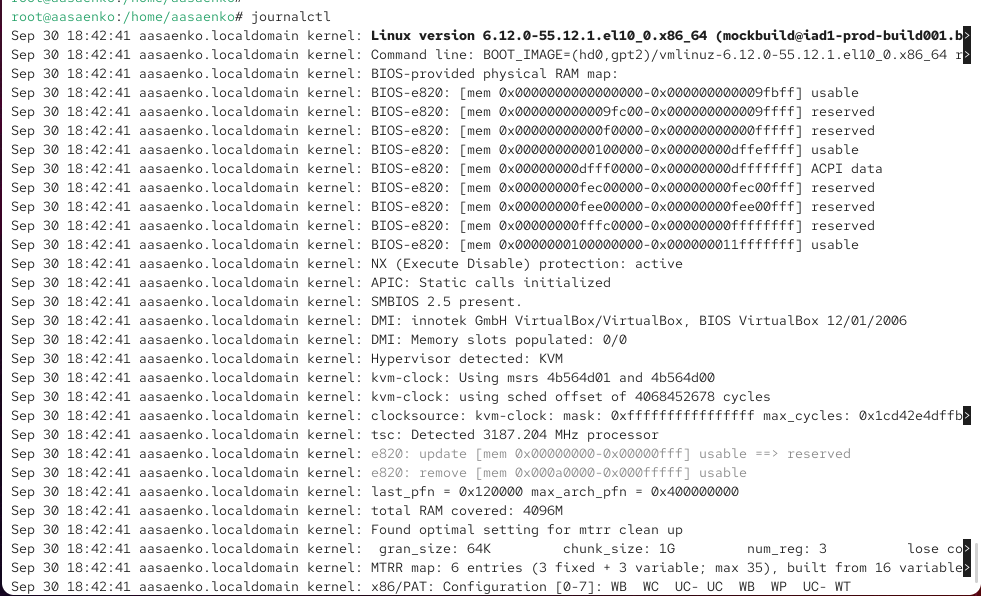 root@aasaenko:/home/aasaenko# journalctl
Sep 30 18:42:41 aasaenko.localdomain kernel: Linux version 6.12.0-55.12.1.el10_0.x86_64 (mockbuild@iad1-prod-build001.b>
Sep 30 18:42:41 aasaenko.localdomain kernel: Command line: BOOT_IMAGE=(hd0,gpt2)/vmlinuz-6.12.0-55.12.1.el10_0.x86_64 r>
Sep 30 18:42:41 aasaenko.localdomain kernel: BIOS-provided physical RAM map:
Sep 30 18:42:41 aasaenko.localdomain kernel: BIOS-e820: [mem 0x0000000000000000-0x000000000009fbff] usable
Sep 30 18:42:41 aasaenko.localdomain kernel: BIOS-e820: [mem 0x000000000009fc00-0x000000000009ffff] reserved
Sep 30 18:42:41 aasaenko.localdomain kernel: BIOS-e820: [mem 0x00000000000f0000-0x00000000000fffff] reserved
Sep 30 18:42:41 aasaenko.localdomain kernel: BIOS-e820: [mem 0x0000000000100000-0x00000000dffeffff] usable
Sep 30 18:42:41 aasaenko.localdomain kernel: BIOS-e820: [mem 0x00000000dfff0000-0x00000000dfffffff] ACPI data
Sep 30 18:42:41 aasaenko.localdomain kernel: BIOS-e820: [mem 0x00000000fec00000-0x00000000fec00fff] reserved
Sep 30 18:42:41 aasaenko.localdomain kernel: BIOS-e820: [mem 0x00000000fee00000-0x00000000fee00fff] reserved
Sep 30 18:42:41 aasaenko.localdomain kernel: BIOS-e820: [mem 0x00000000fffc0000-0x00000000ffffffff] reserved
Sep 30 18:42:41 aasaenko.localdomain kernel: BIOS-e820: [mem 0x0000000100000000-0x000000011fffffff] usable
Sep 30 18:42:41 aasaenko.localdomain kernel: NX (Execute Disable) protection: active
Sep 30 18:42:41 aasaenko.localdomain kernel: APIC: Static calls initialized
Sep 30 18:42:41 aasaenko.localdomain kernel: SMBIOS 2.5 present.
Sep 30 18:42:41 aasaenko.localdomain kernel: DMI: innotek GmbH VirtualBox/VirtualBox, BIOS VirtualBox 12/01/2006
Sep 30 18:42:41 aasaenko.localdomain kernel: DMI: Memory slots populated: 0/0
Sep 30 18:42:41 aasaenko.localdomain kernel: Hypervisor detected: KVM
Sep 30 18:42:41 aasaenko.localdomain kernel: kvm-clock: Using msrs 4b564d01 and 4b564d00
Sep 30 18:42:41 aasaenko.localdomain kernel: kvm-clock: using sched offset of 4068452678 cycles
Sep 30 18:42:41 aasaenko.localdomain kernel: clocksource: kvm-clock: mask: 0xffffffffffffffff max_cycles: 0x1cd42e4dffb>
Sep 30 18:42:41 aasaenko.localdomain kernel: tsc: Detected 3187.204 MHz processor
Sep 30 18:42:41 aasaenko.localdomain kernel: e820: update [mem 0x00000000-0x00000fff] usable ==> reserved
Sep 30 18:42:41 aasaenko.localdomain kernel: e820: remove [mem 0x000a0000-0x000fffff] usable
Sep 30 18:42:41 aasaenko.localdomain kernel: last_pfn = 0x120000 max_arch_pfn = 0x400000000
Sep 30 18:42:41 aasaenko.localdomain kernel: total RAM covered: 4096M
Sep 30 18:42:41 aasaenko.localdomain kernel: Found optimal setting for mtrr clean up
Sep 30 18:42:41 aasaenko.localdomain kernel:  gran_size: 64K         chunk_size: 1G         num_reg: 3          lose co>
Sep 30 18:42:41 aasaenko.localdomain kernel: MTRR map: 6 entries (3 fixed + 3 variable; max 35), built from 16 variable>
Sep 30 18:42:41 aasaenko.localdomain kernel: x86/PAT: Configuration [0-7]: WB  WC  UC- UC  WB  WP  UC- WT